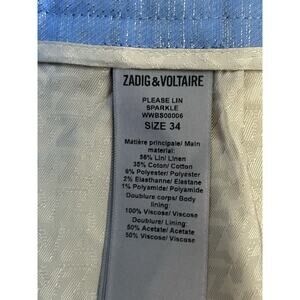 ZADIG & VOLTAIRE
PLEASE LIN
SPARKLE
WWBS00006
SIZE 34
Matière principale/ Main
material:
56% Lin/ Linen
35% Coton/ Cotton
6% Polyester/ Polyester
2% Elasthanne/ Elastane
1% Polyamide/ Polyamide
Doublure corps/ Body
lining:
100% Viscose/ Viscose
Doublure/ Lining:
50% Acetate/ Acetate
50% Viscose/ Viscose